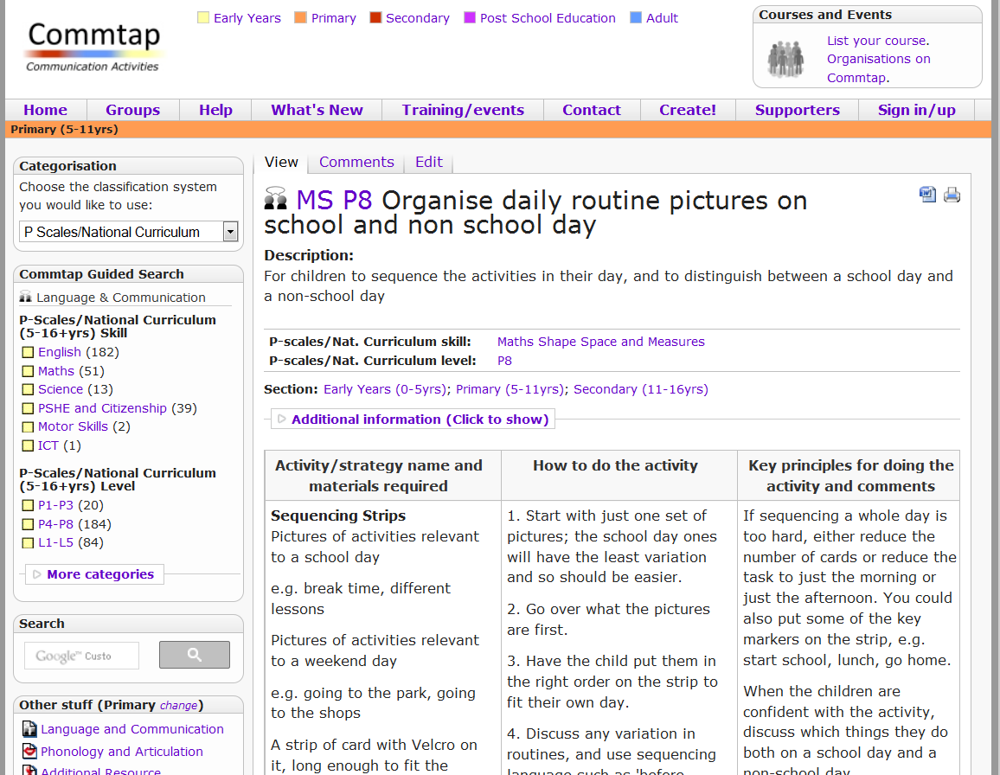 Commtap
Communication Activities
Early Years Primary Secondary Post School Education Adult
Courses and Events
List your course.
Organisations on
Commtap.
Home Groups Help What's New Training/events Contact Create! Supporters Sign in/up
Primary (5-11yrs)
Categorisation
Choose the classification system
you would like to use:
P Scales/National Curriculum
Commtap Guided Search
Language & Communication
P-Scales/National Curriculum
(5-16+yrs) Skill
English (182)
Maths (51)
Science (13)
PSHE and Citizenship (39)
Motor Skills (2)
ICT (1)
P-Scales/National Curriculum
(5-16+yrs) Level
P1-P3 (20)
P4-P8 (184)
L1-L5 (84)
More categories
Search
Google™ Custo
Other stuff (Primary change)
Language and Communication
Phonology and Articulation
Additional Resource
View Comments Edit
MS P8 Organise daily routine pictures on
school and non school day
Description:
For children to sequence the activities in their day, and to distinguish between a school day and
a non-school day
P-scales/Nat. Curriculum skill: Maths Shape Space and Measures
P-scales/Nat. Curriculum level: P8
Section: Early Years (0-5yrs); Primary (5-11yrs); Secondary (11-16yrs)
Additional information (Click to show)
Activity/strategy name and
materials required
Sequencing Strips
Pictures of activities relevant
to a school day
e.g. break time, different
lessons
Pictures of activities relevant
to a weekend day
e.g. going to the park, going
to the shops
A strip of card with Velcro on
it, long enough to fit the
How to do the activity
1. Start with just one set of
pictures; the school day ones
will have the least variation
and so should be easier.
2. Go over what the pictures
are first.
3. Have the child put them in
the right order on the strip to
fit their own day.
4. Discuss any variation in
routines, and use sequencing
language such as 'before,
Key principles for doing the
activity and comments
If sequencing a whole day is
too hard, either reduce the
number of cards or reduce the
task to just the morning or
just the afternoon. You could
also put some of the key
markers on the strip, e.g.
start school, lunch, go home.
When the children are
confident with the activity,
discuss which things they do
both on a school day and a
non-school day.